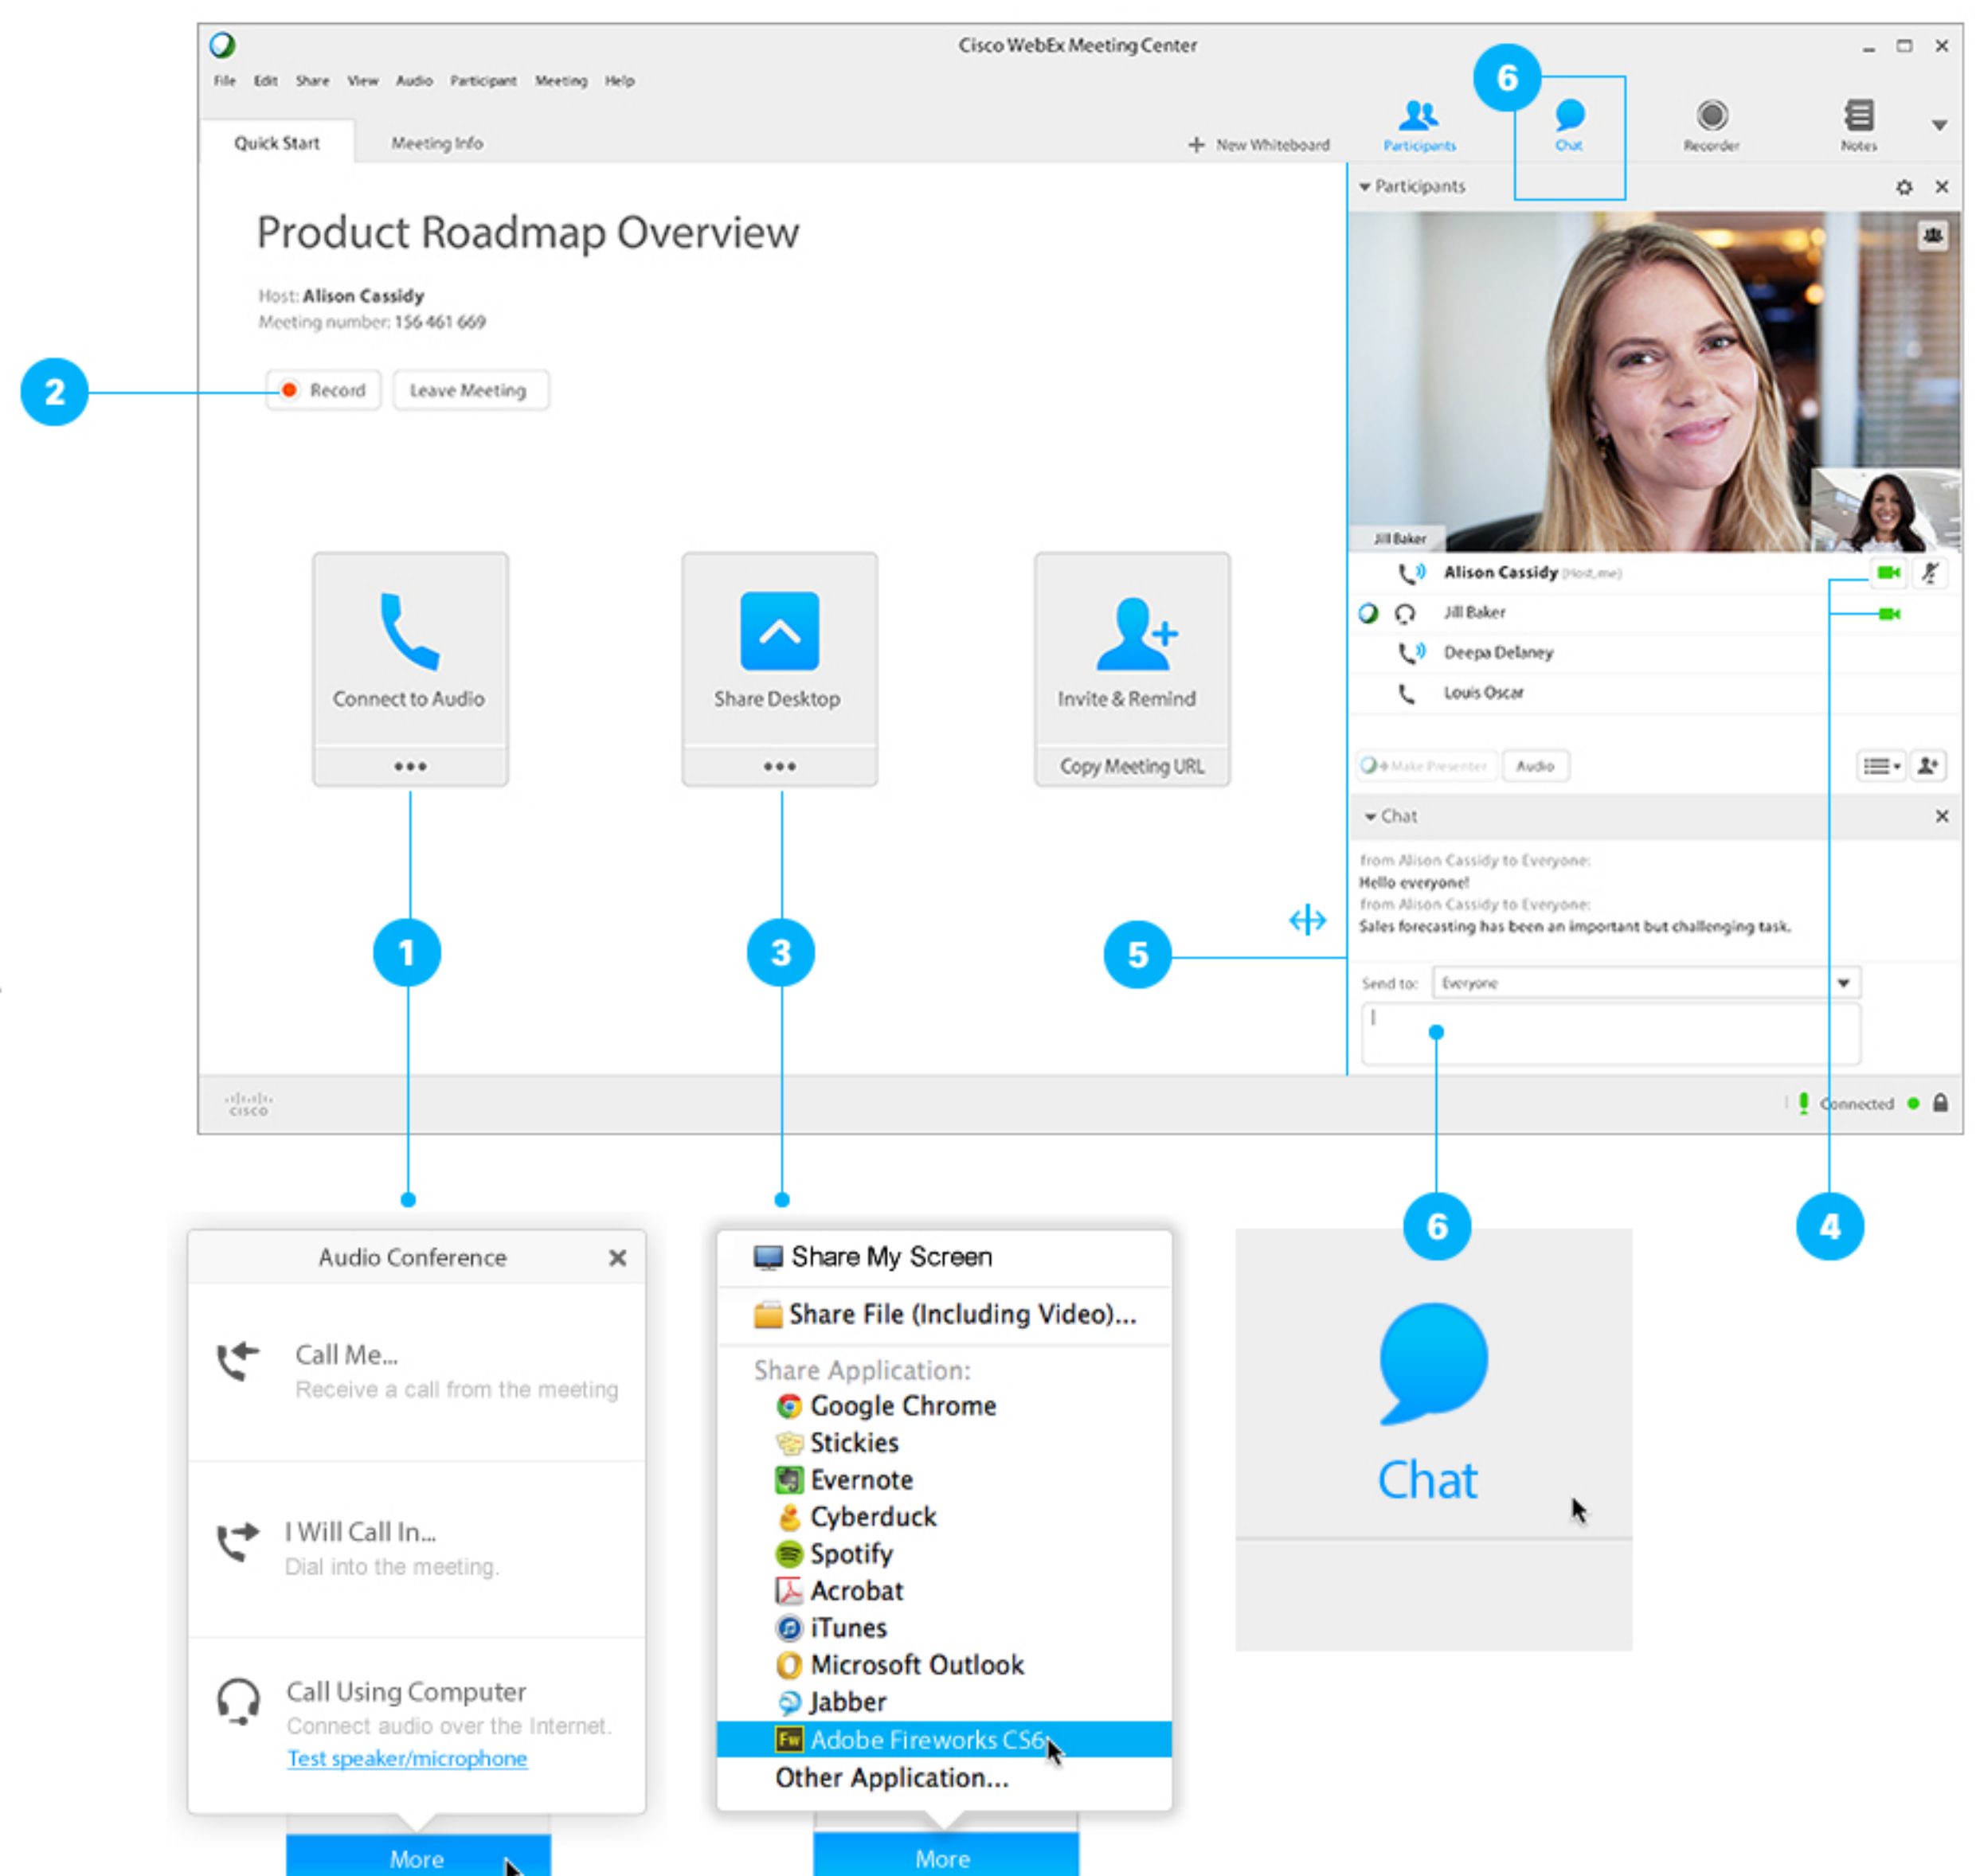 Cisco WebEx Meeting Center
File Edit Share View Audio Participant Meeting Help
6
Quick Start Meeting Info + New Whiteboard Participants Chat Recorder Notes
Participants
Product Roadmap Overview
Host: Alison Cassidy
Meeting number: 156 461 669
2
Record Leave Meeting
Jill Baker
Alison Cassidy (Host, me)
Jill Baker
Deepa Delaney
Louis Oscar
Connect to Audio
Share Desktop
Invite & Remind
Copy Meeting URL
Make Presenter Audio
Chat
from Alison Cassidy to Everyone:
Hello everyone!
from Alison Cassidy to Everyone:
Sales forecasting has been an important but challenging task.
1
3
5
Send to: Everyone
CISCO
Connected
6
4
Audio Conference
Call Me...
Receive a call from the meeting
I Will Call In...
Dial into the meeting.
Call Using Computer
Connect audio over the Internet.
Test speaker/microphone
More
Share My Screen
Share File (Including Video)...
Share Application:
Google Chrome
Stickies
Evernote
Cyberduck
Spotify
Acrobat
iTunes
Microsoft Outlook
Jabber
Fw Adobe Fireworks CS6
Other Application...
More
Chat